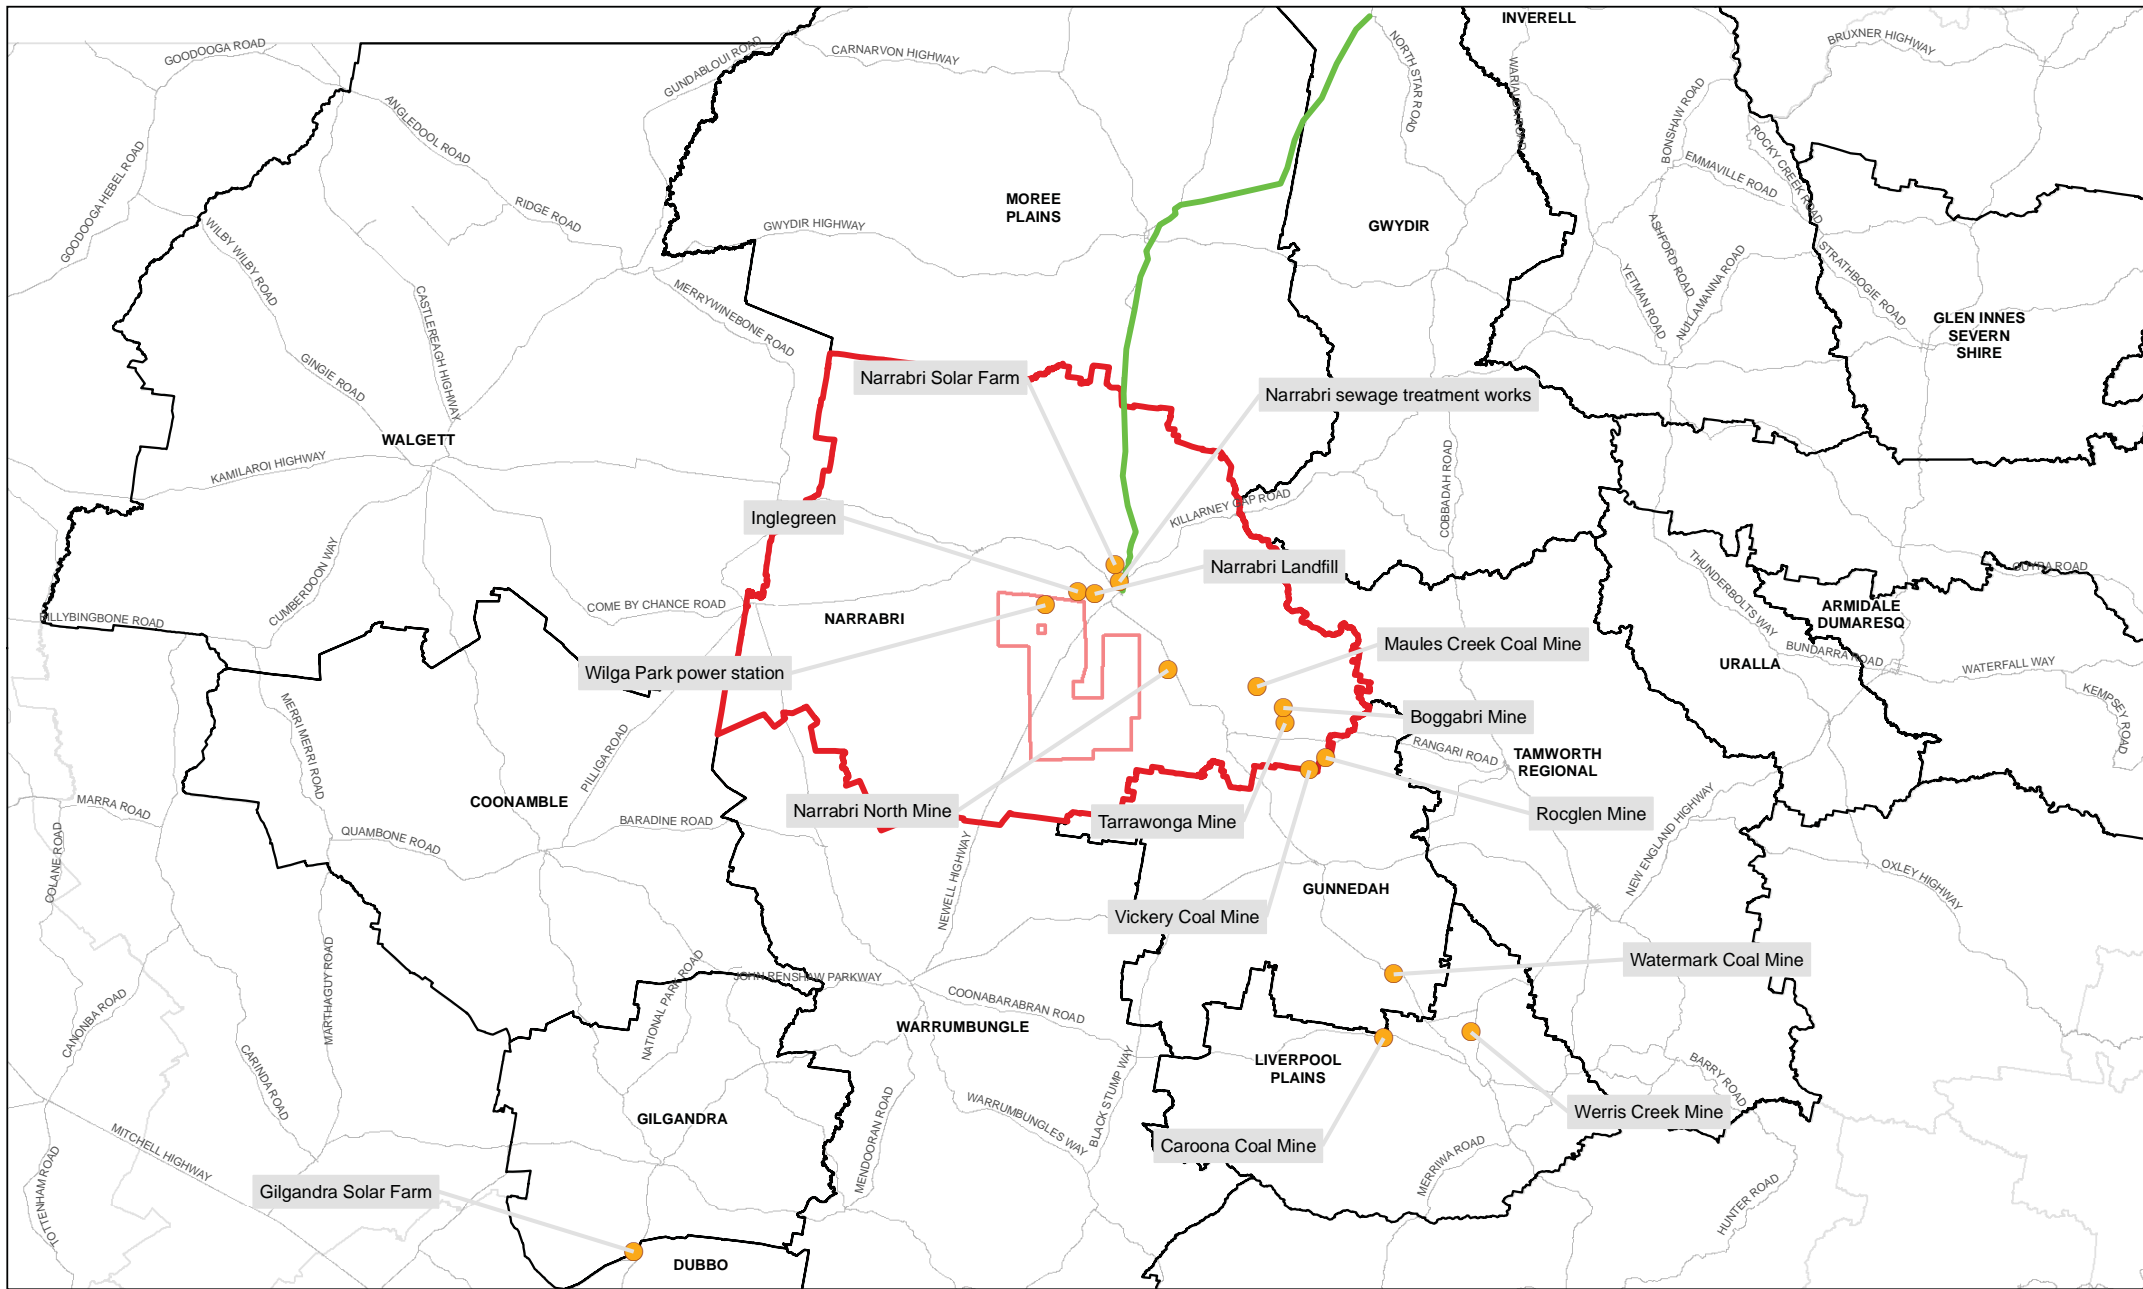 INVERELL
GOODOOGA ROAD
GUNDABLOUI ROAD
CARNARVON HIGHWAY
NORTH STAR ROAD
WARIALDA ROAD
BRUXNER HIGHWAY
ANGLEDOOL ROAD
BONSHAW ROAD
ROCKY CREEK ROAD
EMMAVILLE ROAD
GOODOOGA HEBEL ROAD
RIDGE ROAD
WILBY WILBY ROAD
MOREE
PLAINS
GWYDIR HIGHWAY
GWYDIR
ASHFORD ROAD
YETMAN ROAD
NULLAMANNA ROAD
STRATHBOGIE ROAD
CASTLEREAGH HIGHWAY
MERRYWINEBONE ROAD
GLEN INNES
SEVERN
SHIRE
GINGIE ROAD
Narrabri Solar Farm
Narrabri sewage treatment works
WALGETT
KAMILAROI HIGHWAY
COBBADAH ROAD
KILLARNEY GAP ROAD
Inglegreen
CUMBERDOON WAY
Narrabri Landfill
THUNDERBOLTS WAY
GUYRA ROAD
COME BY CHANCE ROAD
NARRABRI
ARMIDALE
DUMARESQ
BILLYBINGBONE ROAD
Maules Creek Coal Mine
BUNDARRA ROAD
URALLA
WATERFALL WAY
Wilga Park power station
KEMPSEY ROAD
MERRI MERRI ROAD
Boggabri Mine
PILLIGA ROAD
RANGARI ROAD
TAMWORTH
REGIONAL
COONAMBLE
MARRA ROAD
Narrabri North Mine
Tarrawonga Mine
Rocglen Mine
BARADINE ROAD
QUAMBONE ROAD
NEW ENGLAND HIGHWAY
COLANE ROAD
NEWELL HIGHWAY
OXLEY HIGHWAY
GUNNEDAH
Vickery Coal Mine
MARTHAGUY ROAD
NATIONAL PARK ROAD
JOHN RENSHAW PARKWAY
Watermark Coal Mine
COONABARABRAN ROAD
CANONBA ROAD
WARRUMBUNGLE
LIVERPOOL
PLAINS
CARINDA ROAD
BLACK STUMP WAY
BARRY ROAD
GILGANDRA
MENDOORAN ROAD
WARRUMBUNGLES WAY
Werris Creek Mine
MITCHELL HIGHWAY
Caroona Coal Mine
MERRIWA ROAD
TOTTENHAM ROAD
Gilgandra Solar Farm
HUNTER ROAD
DUBBO